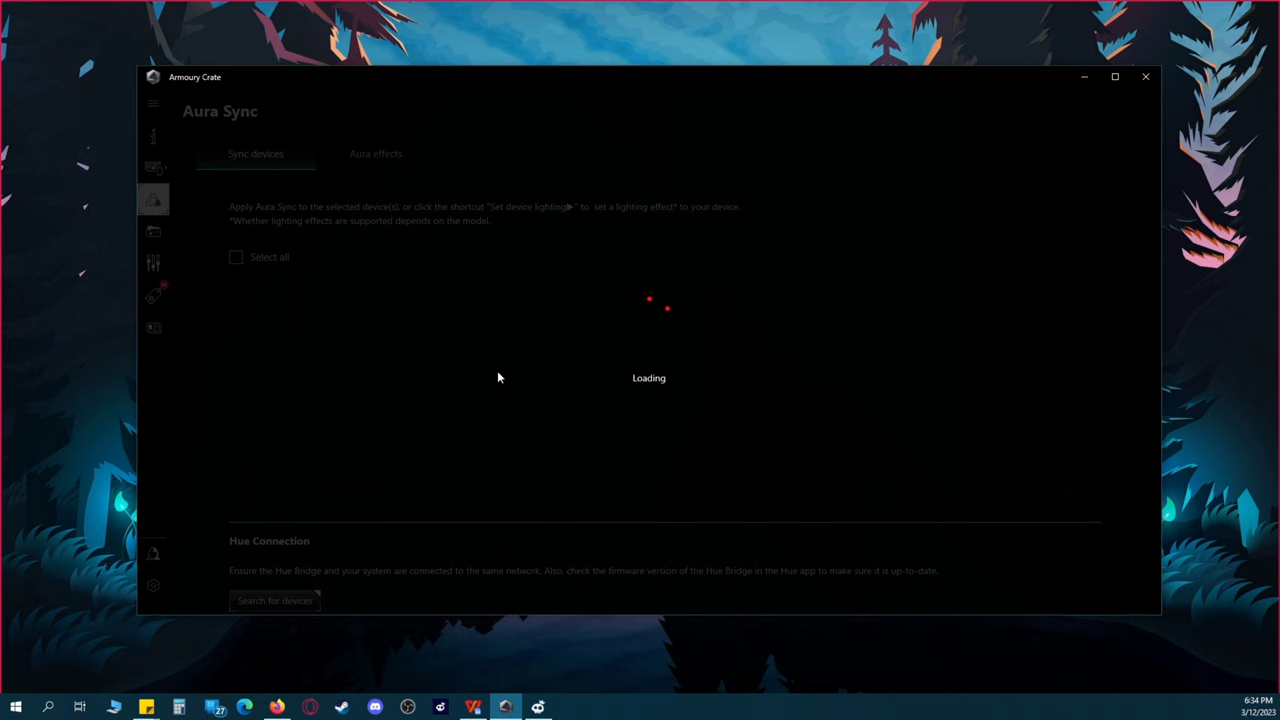 Armoury Crate
Aura Sync
Sync devices
Aura effects
Apply Aura Sync to the selected device(s), or click the shortcut "Set device lighting▶" to set a lighting effect* to your device.
*Whether lighting effects are supported depends on the model.
Select all
Loading
Hue Connection
Ensure the Hue Bridge and your system are connected to the same network. Also, check the firmware version of the Hue Bridge in the Hue app to make sure it is up-to-date.
Search for devices
27
6:34 PM
3/12/2023